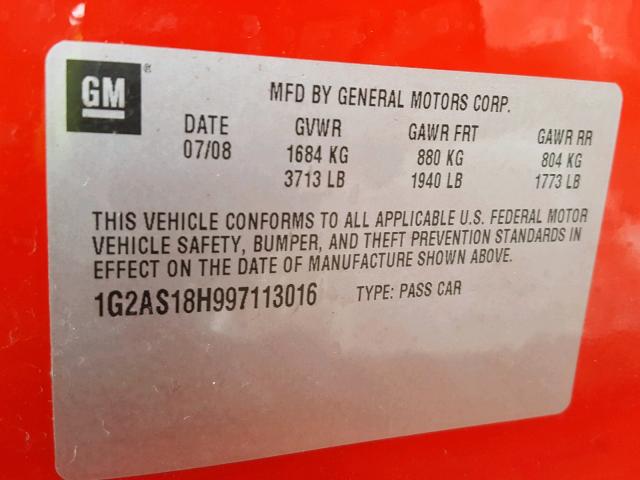 GM ®
MFD BY GENERAL MOTORS CORP.
DATE GVWR GAWR FRT GAWR RR
07/08 1684 KG 880 KG 804 KG
3713 LB 1940 LB 1773 LB
THIS VEHICLE CONFORMS TO ALL APPLICABLE U.S. FEDERAL MOTOR
VEHICLE SAFETY, BUMPER, AND THEFT PREVENTION STANDARDS IN
EFFECT ON THE DATE OF MANUFACTURE SHOWN ABOVE.
1G2AS18H997113016 TYPE: PASS CAR